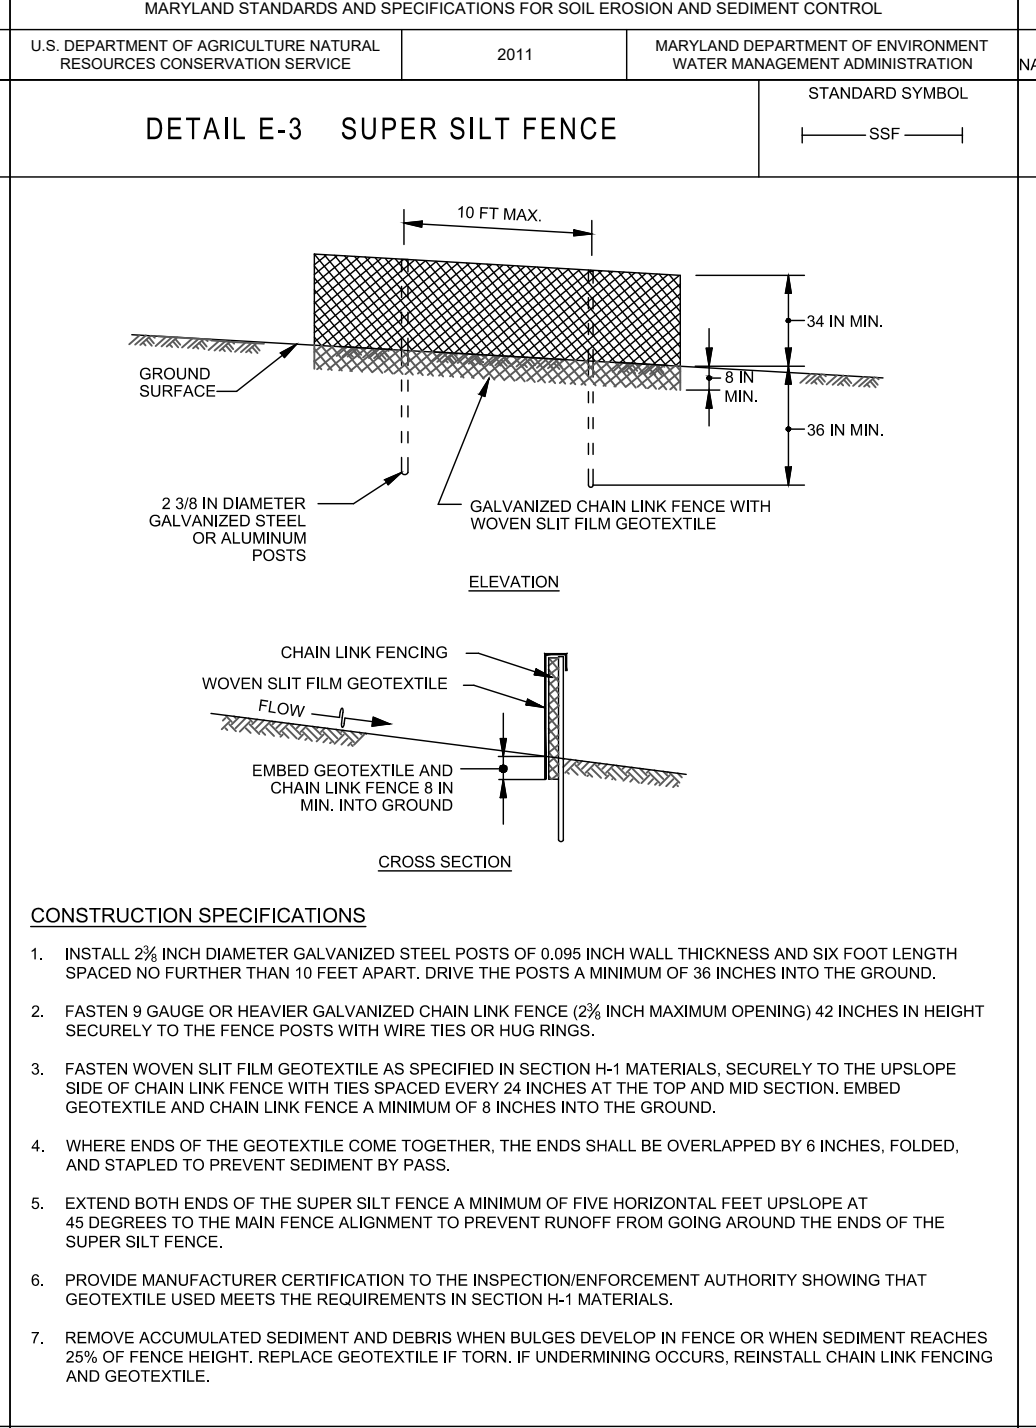 MARYLAND STANDARDS AND SPECIFICATIONS FOR SOIL EROSION AND SEDIMENT CONTROL
U.S. DEPARTMENT OF AGRICULTURE NATURAL
RESOURCES CONSERVATION SERVICE
2011
MARYLAND DEPARTMENT OF ENVIRONMENT
WATER MANAGEMENT ADMINISTRATION
DETAIL E-3 SUPER SILT FENCE
STANDARD SYMBOL
SSF
10 FT MAX.
34 IN MIN.
GROUND
SURFACE
8 IN
MIN.
36 IN MIN.
2 3/8 IN DIAMETER
GALVANIZED STEEL
OR ALUMINUM
POSTS
GALVANIZED CHAIN LINK FENCE WITH
WOVEN SLIT FILM GEOTEXTILE
ELEVATION
CHAIN LINK FENCING
WOVEN SLIT FILM GEOTEXTILE
FLOW
EMBED GEOTEXTILE AND
CHAIN LINK FENCE 8 IN
MIN. INTO GROUND
CROSS SECTION
CONSTRUCTION SPECIFICATIONS
1. INSTALL 2⅜ INCH DIAMETER GALVANIZED STEEL POSTS OF 0.095 INCH WALL THICKNESS AND SIX FOOT LENGTH
SPACED NO FURTHER THAN 10 FEET APART. DRIVE THE POSTS A MINIMUM OF 36 INCHES INTO THE GROUND.
2. FASTEN 9 GAUGE OR HEAVIER GALVANIZED CHAIN LINK FENCE (2⅜ INCH MAXIMUM OPENING) 42 INCHES IN HEIGHT
SECURELY TO THE FENCE POSTS WITH WIRE TIES OR HUG RINGS.
3. FASTEN WOVEN SLIT FILM GEOTEXTILE AS SPECIFIED IN SECTION H-1 MATERIALS, SECURELY TO THE UPSLOPE
SIDE OF CHAIN LINK FENCE WITH TIES SPACED EVERY 24 INCHES AT THE TOP AND MID SECTION. EMBED
GEOTEXTILE AND CHAIN LINK FENCE A MINIMUM OF 8 INCHES INTO THE GROUND.
4. WHERE ENDS OF THE GEOTEXTILE COME TOGETHER, THE ENDS SHALL BE OVERLAPPED BY 6 INCHES, FOLDED,
AND STAPLED TO PREVENT SEDIMENT BY PASS.
5. EXTEND BOTH ENDS OF THE SUPER SILT FENCE A MINIMUM OF FIVE HORIZONTAL FEET UPSLOPE AT
45 DEGREES TO THE MAIN FENCE ALIGNMENT TO PREVENT RUNOFF FROM GOING AROUND THE ENDS OF THE
SUPER SILT FENCE.
6. PROVIDE MANUFACTURER CERTIFICATION TO THE INSPECTION/ENFORCEMENT AUTHORITY SHOWING THAT
GEOTEXTILE USED MEETS THE REQUIREMENTS IN SECTION H-1 MATERIALS.
7. REMOVE ACCUMULATED SEDIMENT AND DEBRIS WHEN BULGES DEVELOP IN FENCE OR WHEN SEDIMENT REACHES
25% OF FENCE HEIGHT. REPLACE GEOTEXTILE IF TORN. IF UNDERMINING OCCURS, REINSTALL CHAIN LINK FENCING
AND GEOTEXTILE.